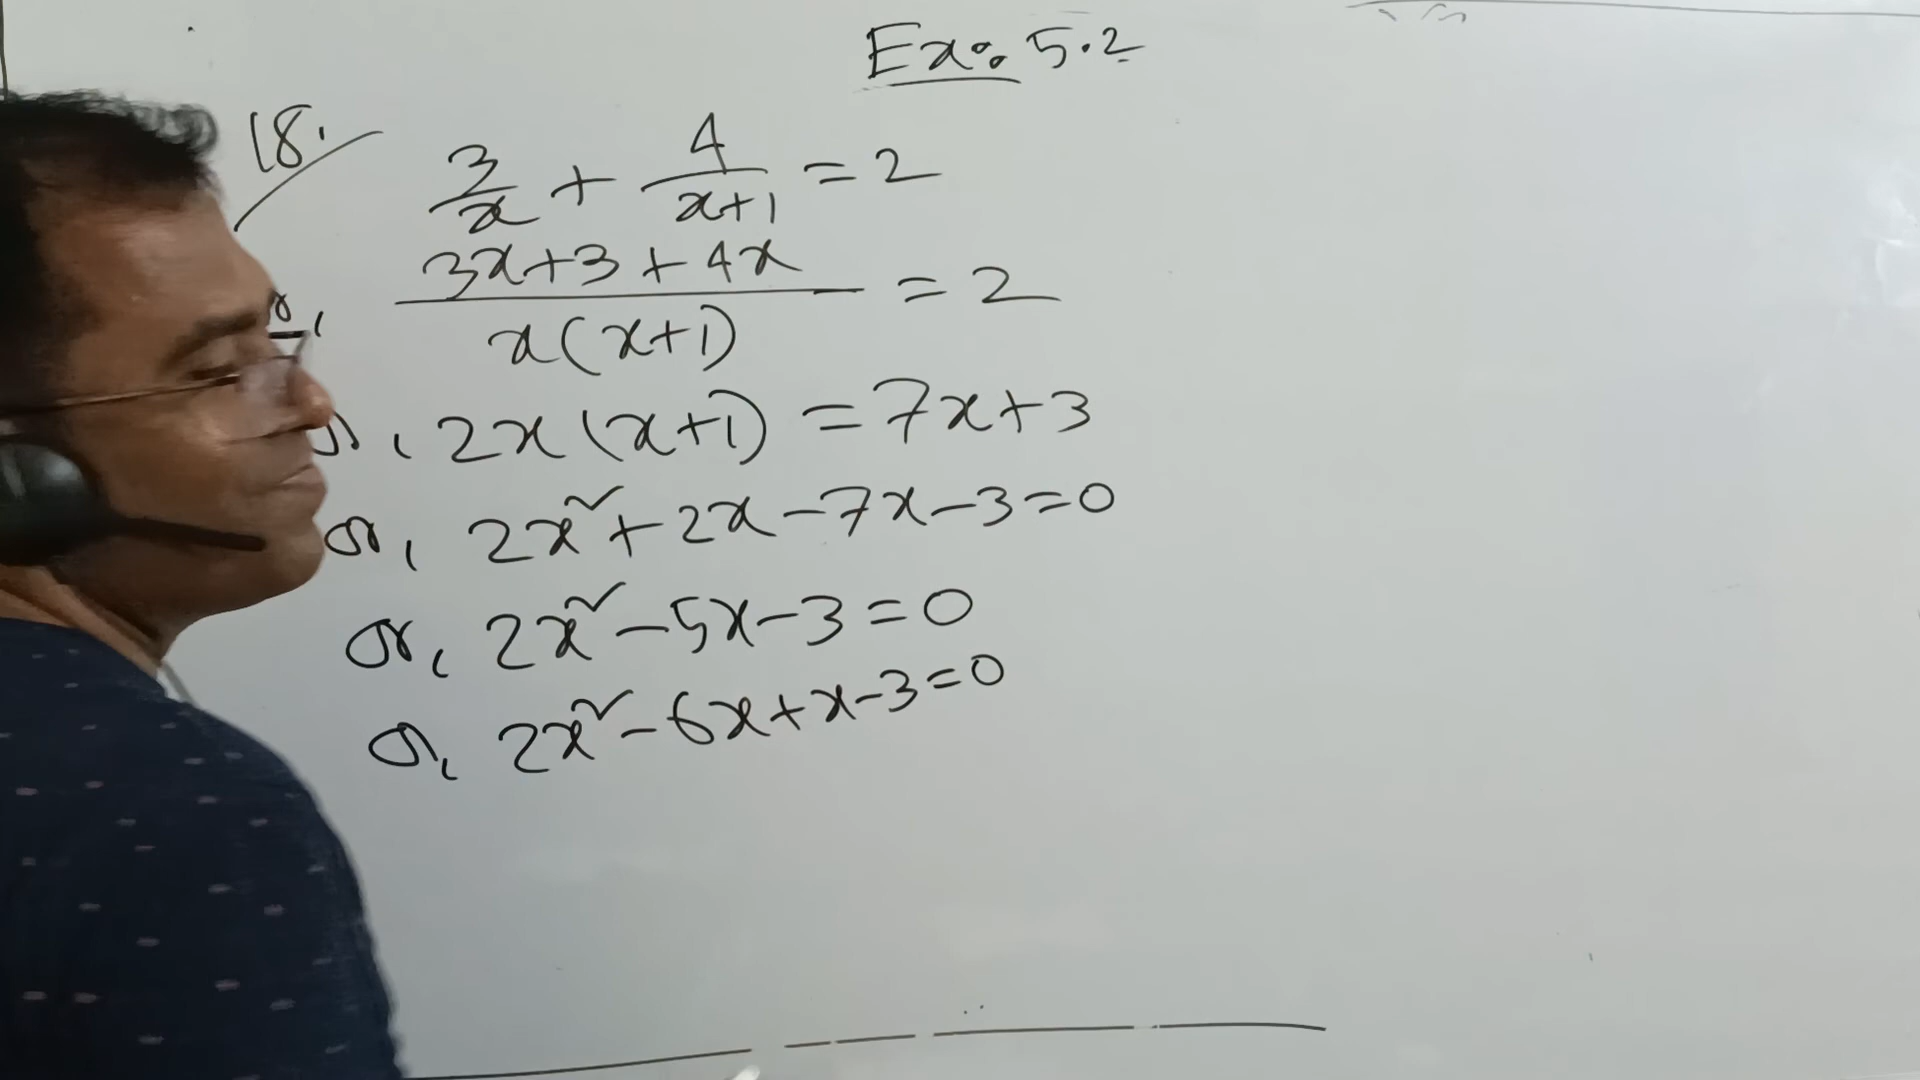 Ex: 5.2
18. 3/x + 4/(x+1) = 2
or, (3x+3+4x)/(x(x+1)) = 2
or, 2x(x+1) = 7x+3
or, 2x²+2x-7x-3=0
or, 2x²-5x-3=0
or, 2x²-6x+x-3=0